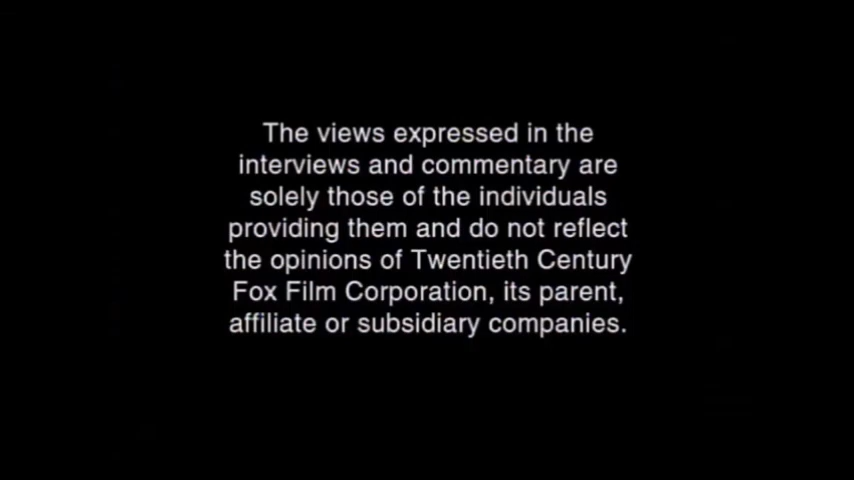 The views expressed in the
interviews and commentary are
solely those of the individuals
providing them and do not reflect
the opinions of Twentieth Century
Fox Film Corporation, its parent,
affiliate or subsidiary companies.